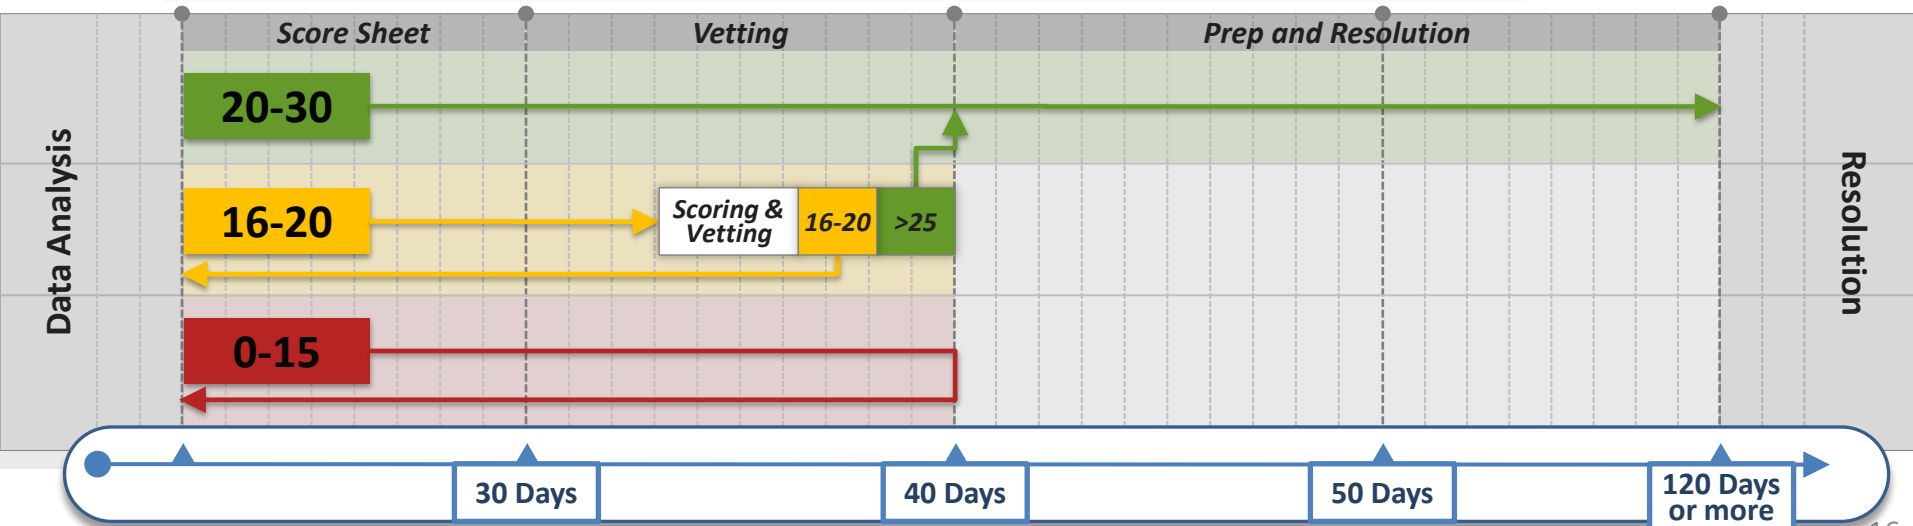 Score Sheet
Vetting
Prep and Resolution
Data Analysis
20-30
16-20
Scoring &
Vetting
16-20
>25
0-15
Resolution
30 Days
40 Days
50 Days
120 Days
or more